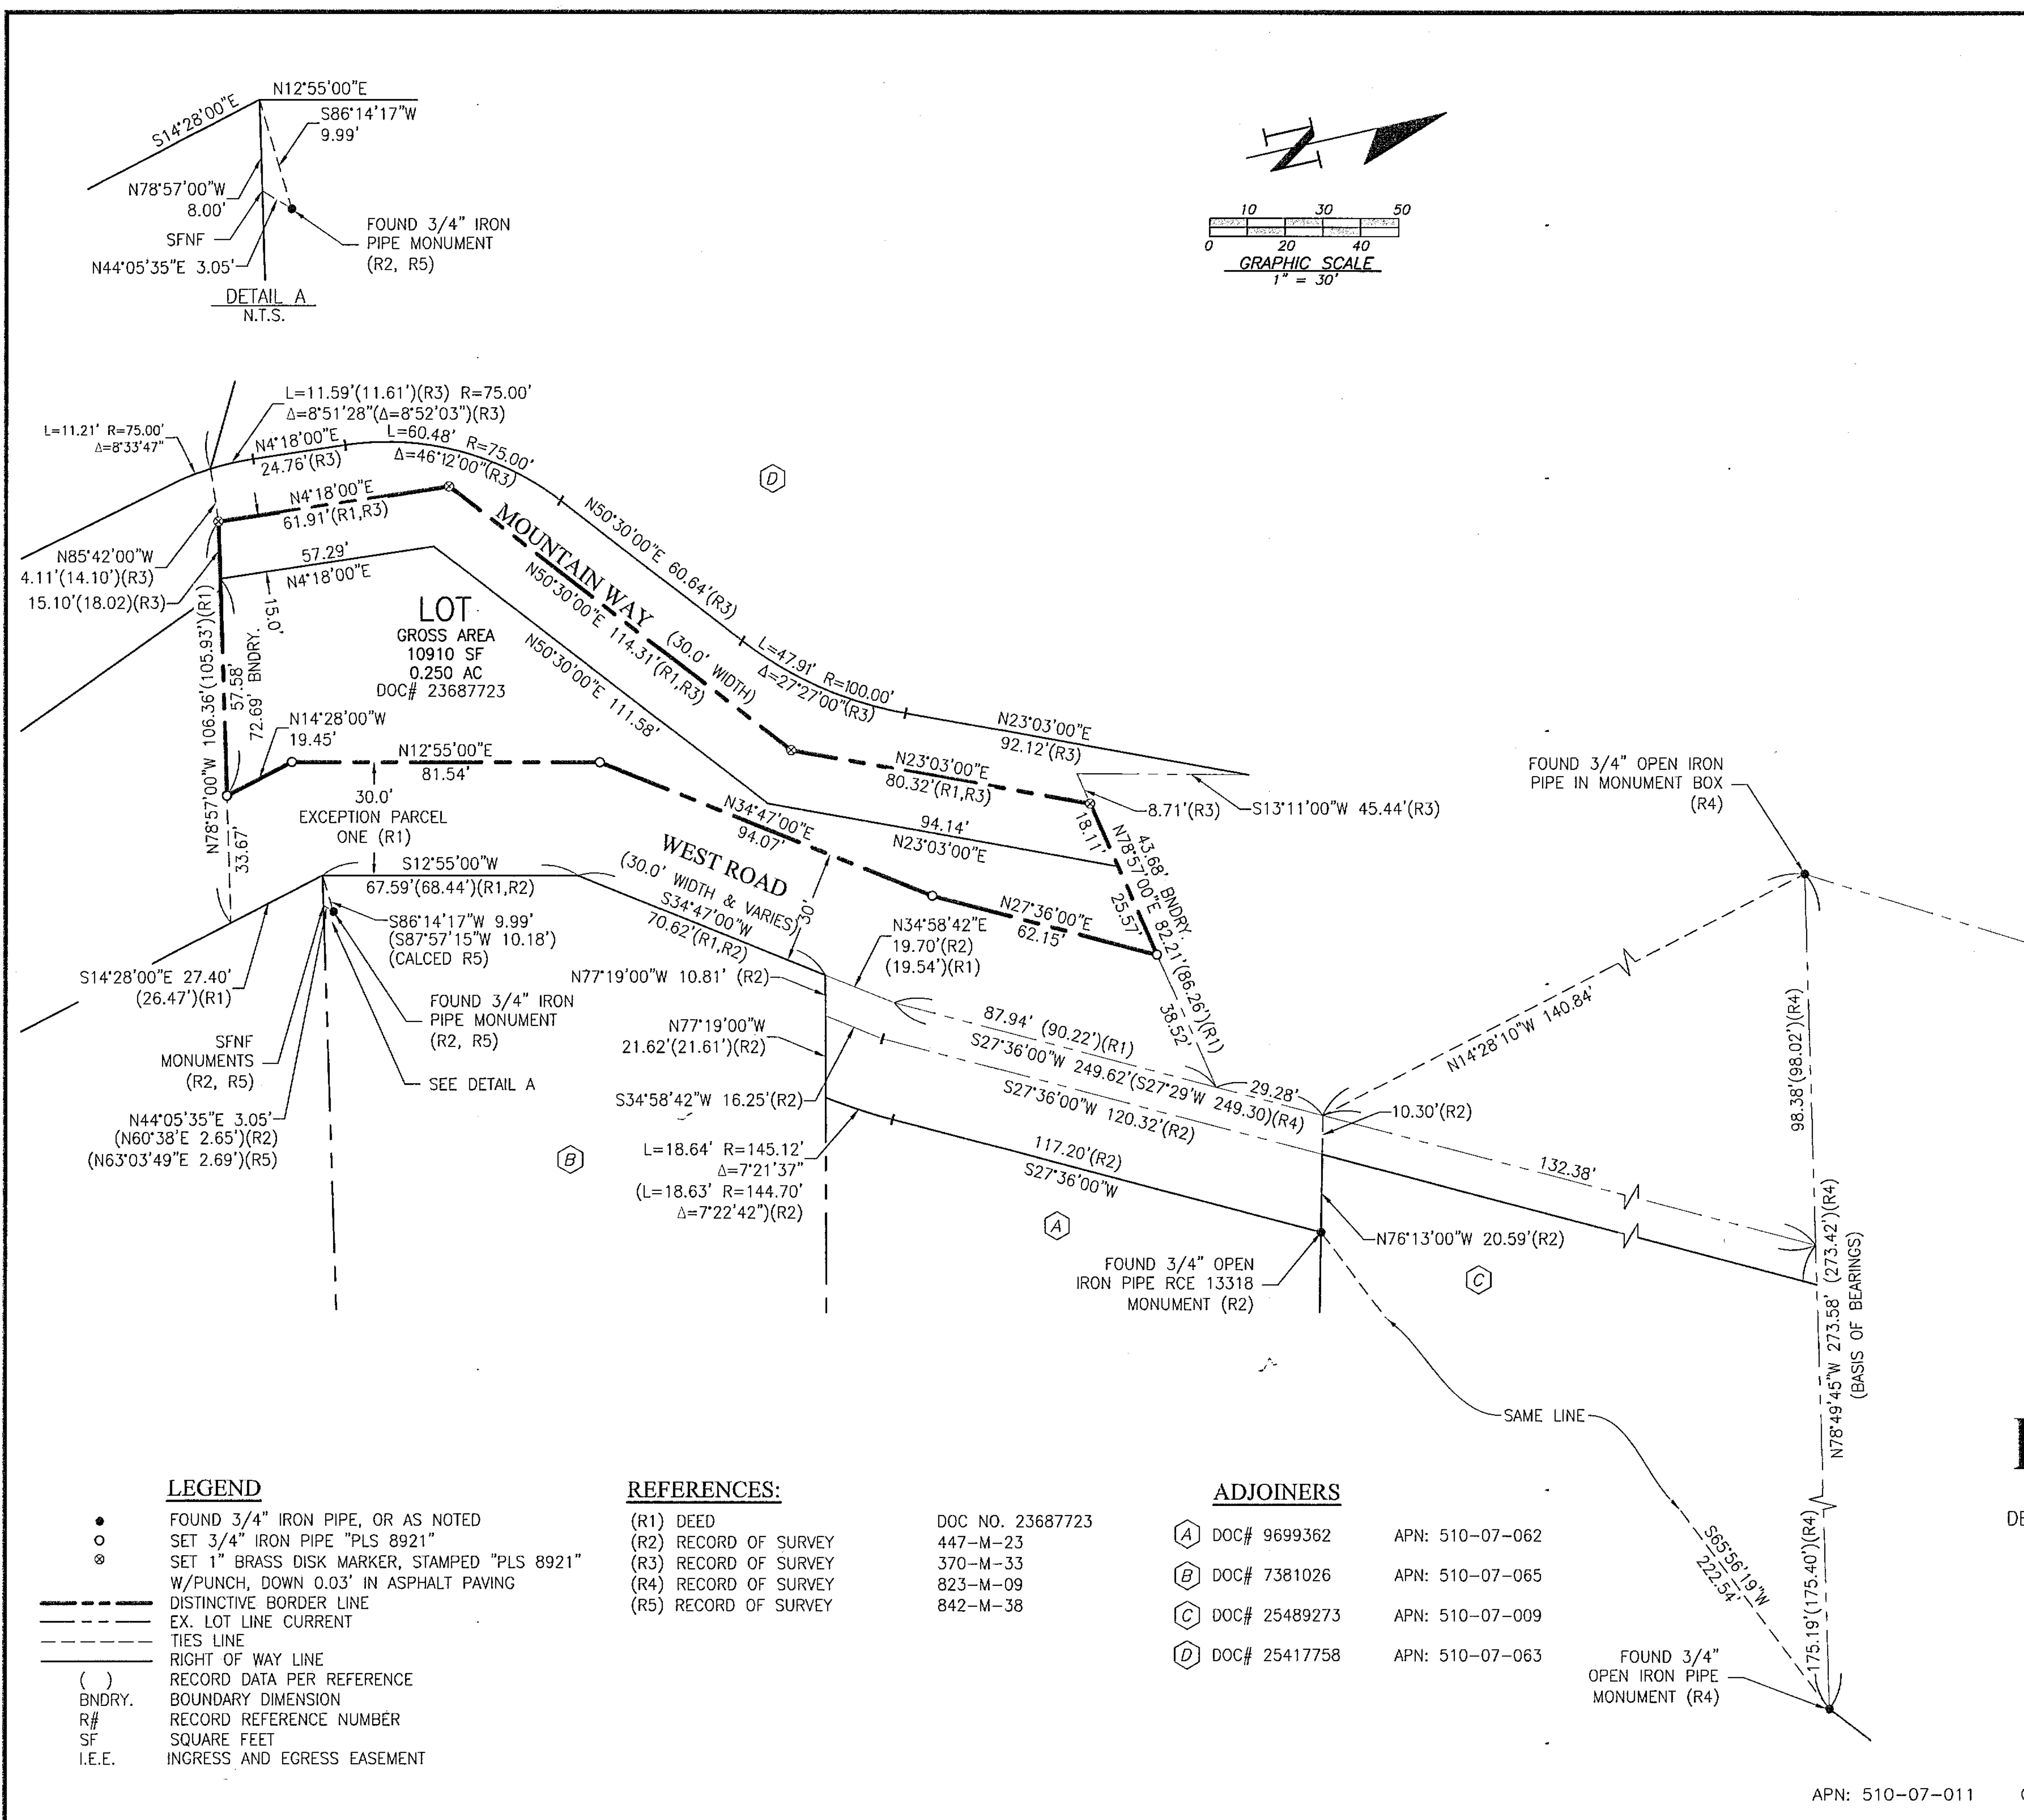 N12°55'00"E
S14°28'00"E
S86°14'17"W
9.99'
N78°57'00"W
8.00'
SFNF
N44°05'35"E 3.05'
FOUND 3/4" IRON
PIPE MONUMENT
(R2, R5)
DETAIL A
N.T.S.
N
10 30 50
0 20 40
GRAPHIC SCALE
1" = 30'
L=11.59'(11.61')(R3) R=75.00'
Δ=8°51'28"(Δ=8°52'03")(R3)
L=11.21' R=75.00'
Δ=8°33'47"
N4°18'00"E
24.76'(R3)
L=60.48' R=75.00'
Δ=46°12'00"(R3)
N4°18'00"E
61.91'(R1,R3)
N50°30'00"E 60.64'(R3)
D
MOUNTAIN WAY
(30.0' WIDTH)
N50°30'00"E 114.31'(R1,R3)
N85°42'00"W
4.11'(14.10')(R3)
15.10'(18.02)(R3)
57.29'
N4°18'00"E
15.0'
LOT
GROSS AREA
10910 SF
0.250 AC
DOC# 23687723
N50°30'00"E 111.58'
L=47.91' R=100.00'
Δ=27°27'00"(R3)
N23°03'00"E
92.12'(R3)
N78°57'00"W 106.36'(105.93')(R1)
57.58'
72.69' BNDRY.
33.67'
N14°28'00"W
19.45'
N12°55'00"E
81.54'
30.0'
EXCEPTION PARCEL
ONE (R1)
N23°03'00"E
80.32'(R1,R3)
8.71'(R3)
S13°11'00"W 45.44'(R3)
FOUND 3/4" OPEN IRON
PIPE IN MONUMENT BOX
(R4)
N34°47'00"E
94.07'
94.14'
N23°03'00"E
18.11'
43.68' BNDRY.
N78°57'00"E 82.21'(86.26')(R1)
25.57'
38.52'
WEST ROAD
(30.0' WIDTH & VARIES)
30'
S12°55'00"W
67.59'(68.44')(R1,R2)
S34°47'00"W
70.62'(R1,R2)
N27°36'00"E
62.15'
N34°58'42"E
19.70'(R2)
(19.54')(R1)
S86°14'17"W 9.99'
(S87°57'15"W 10.18')
(CALCED R5)
S14°28'00"E 27.40'
(26.47')(R1)
FOUND 3/4" IRON
PIPE MONUMENT
(R2, R5)
SFNF
MONUMENTS
(R2, R5)
SEE DETAIL A
N44°05'35"E 3.05'
(N60°38'E 2.65')(R2)
(N63°03'49"E 2.69')(R5)
N77°19'00"W 10.81' (R2)
N77°19'00"W
21.62'(21.61')(R2)
S34°58'42"W 16.25'(R2)
87.94' (90.22')(R1)
S27°36'00"W 249.62'(S27°29'W 249.30)(R4)
S27°36'00"W 120.32'(R2)
29.28'
10.30'(R2)
N14°28'10"W 140.84'
98.38'(98.02')(R4)
132.38'
L=18.64' R=145.12'
Δ=7°21'37"
(L=18.63' R=144.70'
Δ=7°22'42")(R2)
117.20'(R2)
S27°36'00"W
B
A
C
N76°13'00"W 20.59'(R2)
FOUND 3/4" OPEN
IRON PIPE RCE 13318
MONUMENT (R2)
N78°49'45"W 273.58' (273.42')(R4)
(BASIS OF BEARINGS)
SAME LINE
S65°56'19"W
222.54'
175.19'(175.40')(R4)
FOUND 3/4"
OPEN IRON PIPE
MONUMENT (R4)
LEGEND
FOUND 3/4" IRON PIPE, OR AS NOTED
SET 3/4" IRON PIPE "PLS 8921"
SET 1" BRASS DISK MARKER, STAMPED "PLS 8921"
W/PUNCH, DOWN 0.03' IN ASPHALT PAVING
DISTINCTIVE BORDER LINE
EX. LOT LINE CURRENT
TIES LINE
RIGHT OF WAY LINE
( ) RECORD DATA PER REFERENCE
BNDRY. BOUNDARY DIMENSION
R# RECORD REFERENCE NUMBER
SF SQUARE FEET
I.E.E. INGRESS AND EGRESS EASEMENT
REFERENCES:
(R1) DEED DOC NO. 23687723
(R2) RECORD OF SURVEY 447-M-23
(R3) RECORD OF SURVEY 370-M-33
(R4) RECORD OF SURVEY 823-M-09
(R5) RECORD OF SURVEY 842-M-38
ADJOINERS
A DOC# 9699362 APN: 510-07-062
B DOC# 7381026 APN: 510-07-065
C DOC# 25489273 APN: 510-07-009
D DOC# 25417758 APN: 510-07-063
DE
APN: 510-07-011